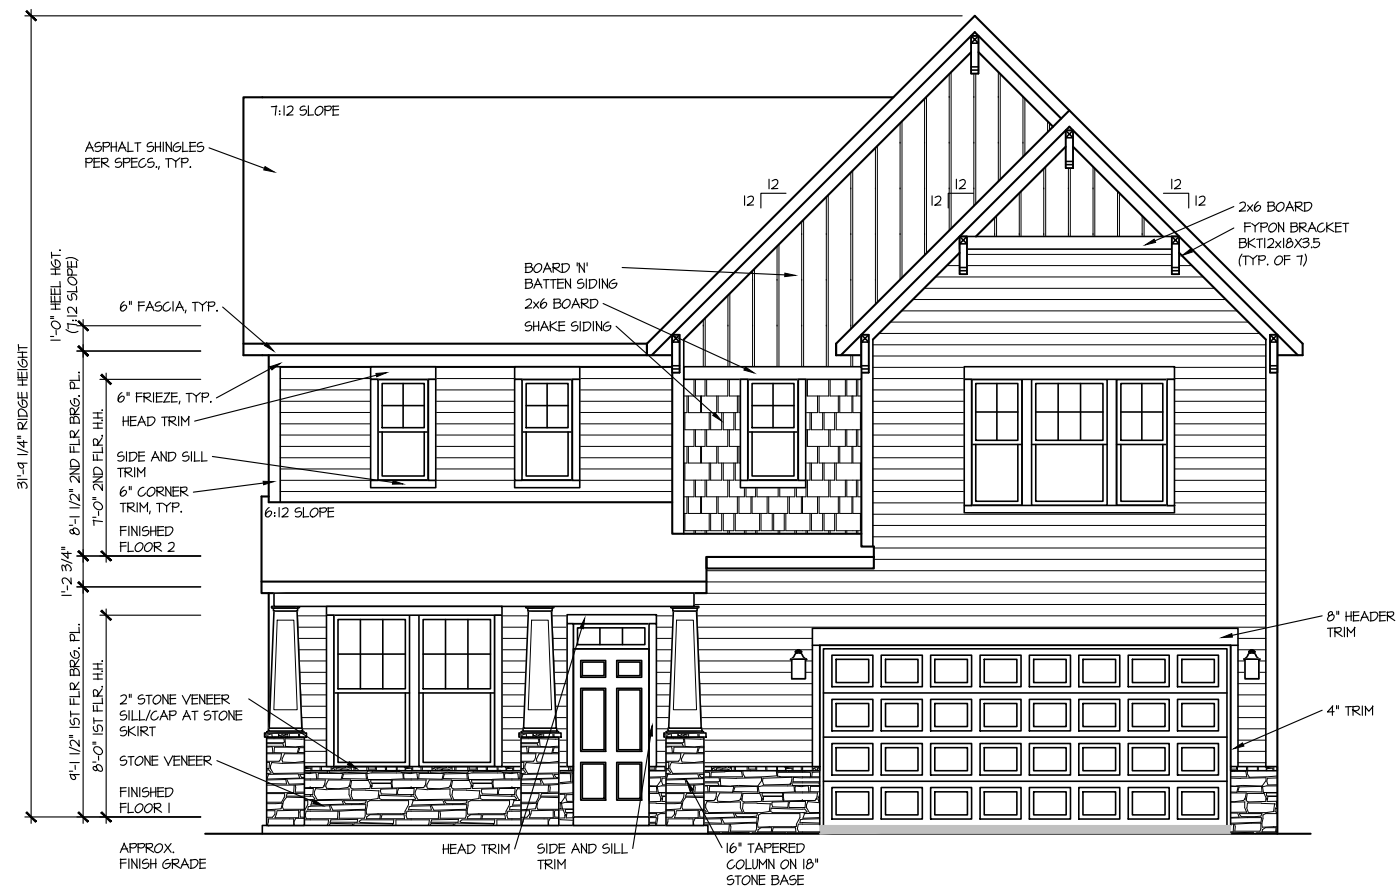 7:12 SLOPE
ASPHALT SHINGLES
PER SPECS., TYP.
12
12
12
12
12
12
2x6 BOARD
FYPON BRACKET
BKT12x18X3.5
(TYP. OF 7)
BOARD 'N'
BATTEN SIDING
2x6 BOARD
SHAKE SIDING
1'-0" HEEL HGT.
(7:12 SLOPE)
6" FASCIA, TYP.
31'-9 1/4" RIDGE HEIGHT
8'-1 1/2" 2ND FLR BRG. PL.
7'-0" 2ND FLR. H.H.
6" FRIEZE, TYP.
HEAD TRIM
SIDE AND SILL
TRIM
6" CORNER
TRIM, TYP.
FINISHED
FLOOR 2
6:12 SLOPE
1'-2 3/4"
9'-1 1/2" 1ST FLR BRG. PL.
8'-0" 1ST FLR. H.H.
8" HEADER
TRIM
4" TRIM
2" STONE VENEER
SILL/CAP AT STONE
SKIRT
STONE VENEER
FINISHED
FLOOR 1
APPROX.
FINISH GRADE
HEAD TRIM
SIDE AND SILL
TRIM
16" TAPERED
COLUMN ON 18"
STONE BASE